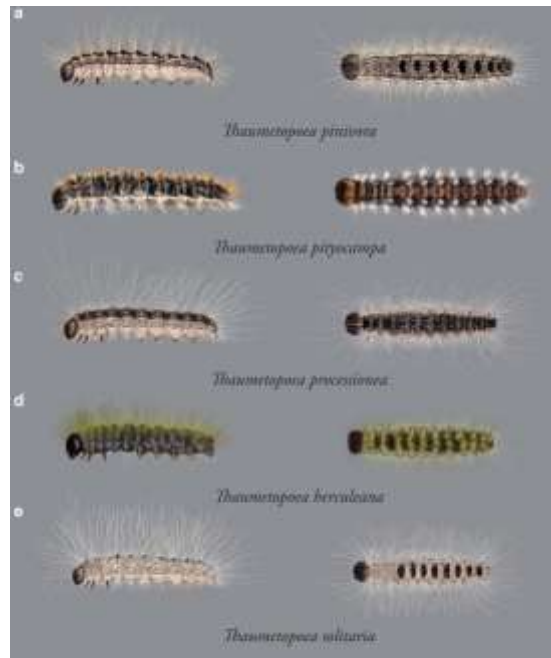 a
Thaumetopoea pinivora
b
Thaumetopoea pityocampa
c
Thaumetopoea processionea
d
Thaumetopoea herculeana
e
Thaumetopoea solitaria